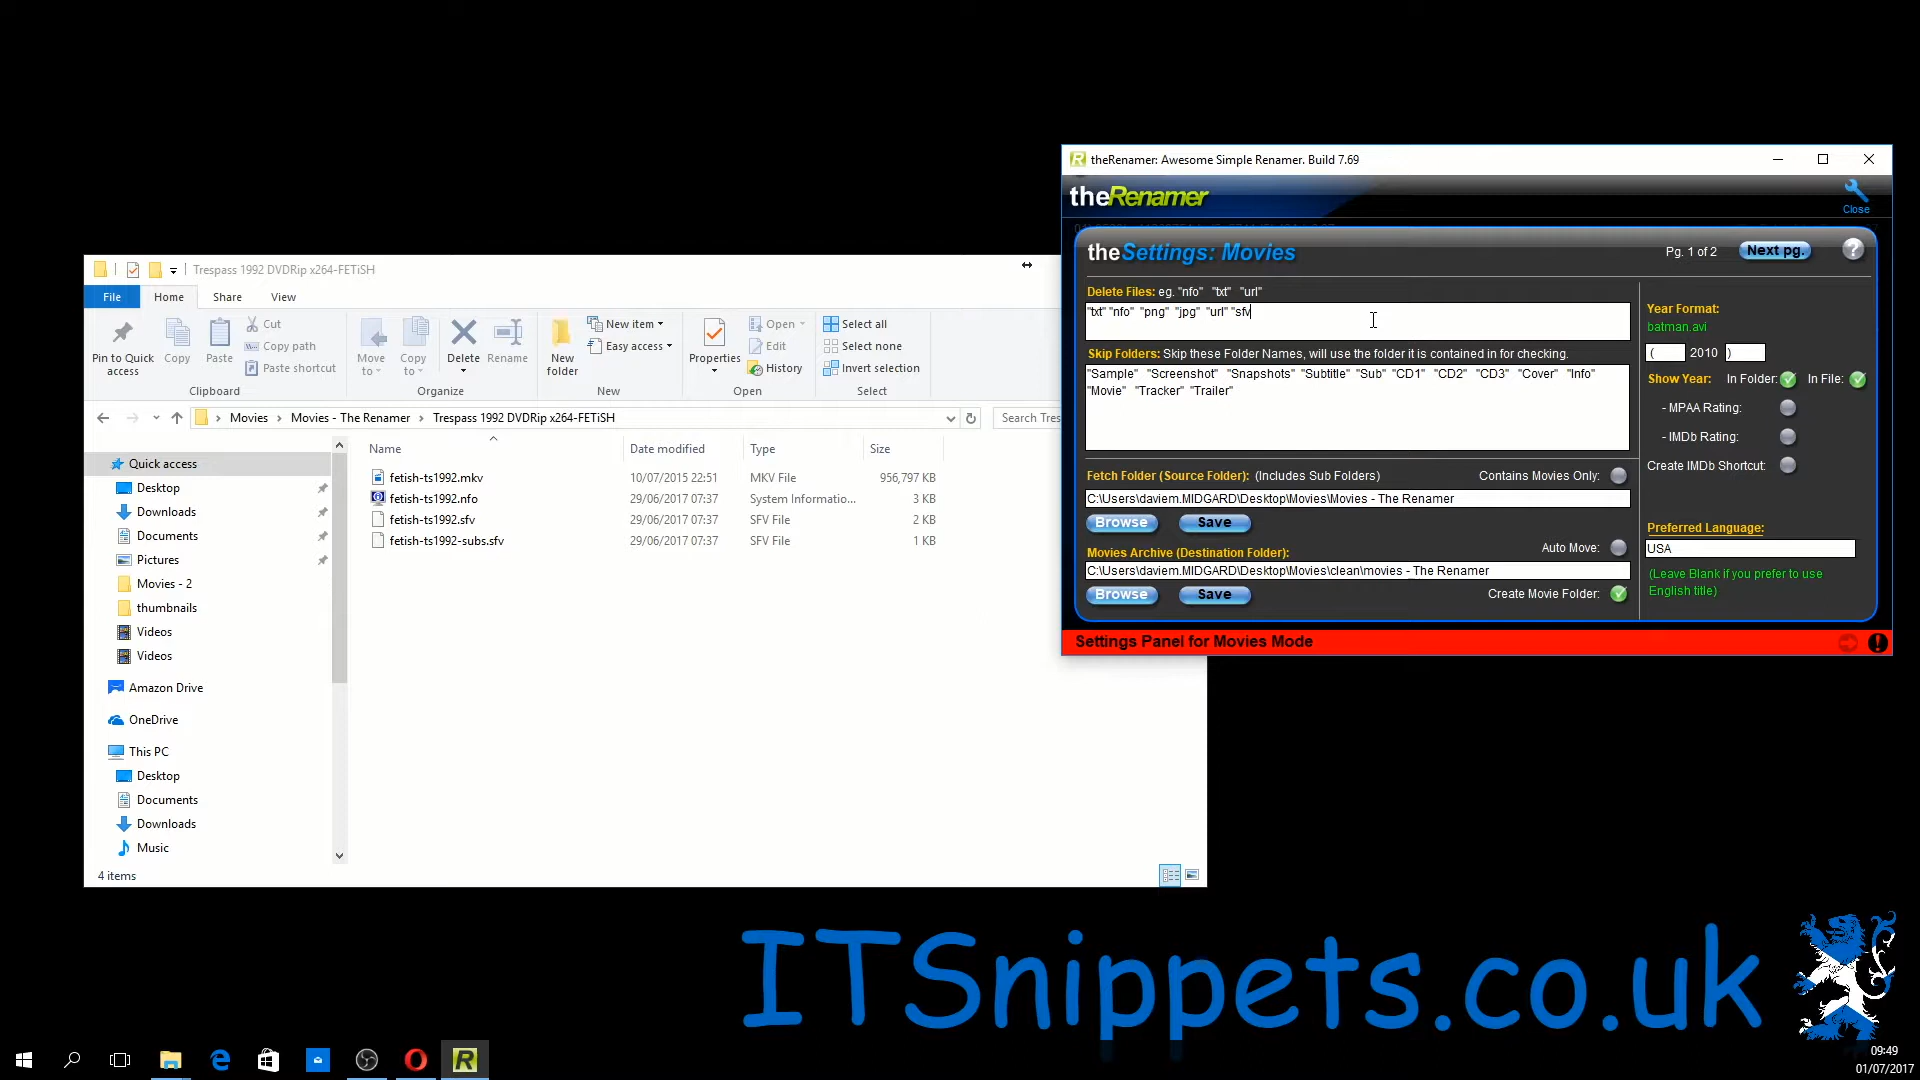 theRenamer: Awesome Simple Renamer. Build 7.69
theRenamer
Close
theSettings: Movies
Pg. 1 of 2
Next pg.
?
Delete Files: eg. "nfo" "txt" "url"
"txt" "nfo" "png" "jpg" "url" "sfv
Skip Folders: Skip these Folder Names, will use the folder it is contained in for checking.
"Sample" "Screenshot" "Snapshots" "Subtitle" "Sub" "CD1" "CD2" "CD3" "Cover" "Info"
"Movie" "Tracker" "Trailer"
Fetch Folder (Source Folder): (Includes Sub Folders) Contains Movies Only:
C:\Users\daviem.MIDGARD\Desktop\Movies\Movies - The Renamer
Browse Save
Auto Move:
Movies Archive (Destination Folder):
C:\Users\daviem.MIDGARD\Desktop\Movies\clean\movies - The Renamer
Browse Save Create Movie Folder:
Year Format:
batman.avi
( 2010 )
Show Year: In Folder: In File:
- MPAA Rating:
- IMDb Rating:
Create IMDb Shortcut:
Preferred Language:
USA
(Leave Blank if you prefer to use
English title)
Settings Panel for Movies Mode
Trespass 1992 DVDRip x264-FETiSH
File Home Share View
Pin to Quick
access
Copy
Paste
Cut
Copy path
Paste shortcut
Clipboard
Move
to
Copy
to
Delete
Rename
Organize
New
folder
New item
Easy access
New
Properties
Open
Edit
History
Open
Select all
Select none
Invert selection
Select
Movies Movies - The Renamer Trespass 1992 DVDRip x264-FETiSH
Search Tres
Quick access
Desktop
Downloads
Documents
Pictures
Movies - 2
thumbnails
Videos
Videos
Amazon Drive
OneDrive
This PC
Desktop
Documents
Downloads
Music
Name Date modified Type Size
fetish-ts1992.mkv 10/07/2015 22:51 MKV File 956,797 KB
fetish-ts1992.nfo 29/06/2017 07:37 System Informatio... 3 KB
fetish-ts1992.sfv 29/06/2017 07:37 SFV File 2 KB
fetish-ts1992-subs.sfv 29/06/2017 07:37 SFV File 1 KB
4 items
ITSnippets.co.uk
09:49
01/07/2017